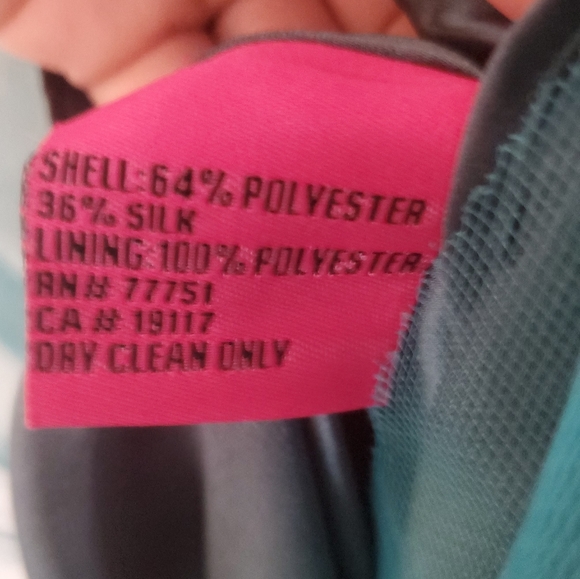 SHELL:64% POLYESTER
36% SILK
LINING:100% POLYESTER
RN# 77751
CA# 19117
DRY CLEAN ONLY